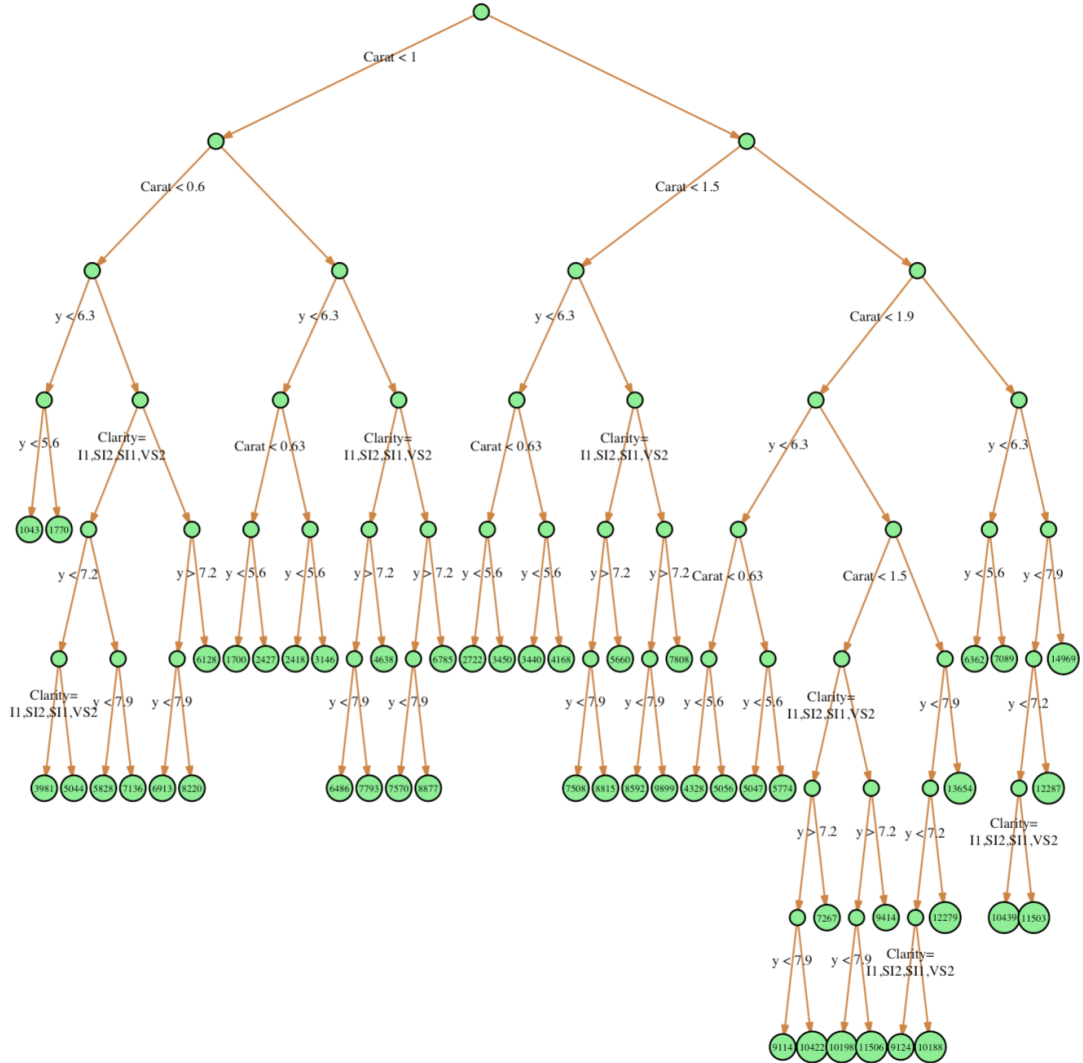 Carat < 1
Carat < 0.6
Carat < 1.5
y < 6.3
y < 6.3
y < 6.3
Carat < 1.9
y < 5.6
Clarity=
I1,SI2,SI1,VS2
Carat < 0.63
Clarity=
I1,SI2,SI1,VS2
Carat < 0.63
Clarity=
I1,SI2,SI1,VS2
y < 6.3
y < 6.3
1043
1770
y < 7.2
y > 7.2
y < 5.6
y < 5.6
y > 7.2
y > 7.2
y < 5.6
y < 5.6
y > 7.2
y > 7.2
Carat < 0.63
Carat < 1.5
y < 5.6
y < 7.9
6128
1700
2427
2418
3146
4638
6785
2722
3450
3440
4168
5660
7808
6362
7089
14969
Clarity=
I1,SI2,SI1,VS2
y < 7.9
y < 7.9
y < 7.9
y < 7.9
y < 7.9
y < 7.9
y < 5.6
y < 5.6
Clarity=
I1,SI2,SI1,VS2
y < 7.9
y < 7.2
3981
5044
5828
7136
6913
8220
6486
7793
7570
8877
7508
8815
8592
9899
4328
5056
5047
5774
13654
12287
y > 7.2
y > 7.2
y < 7.2
Clarity=
I1,SI2,SI1,VS2
7267
9414
12279
10439
11503
y < 7.9
y < 7.9
Clarity=
I1,SI2,SI1,VS2
9114
10422
10198
11506
9124
10188